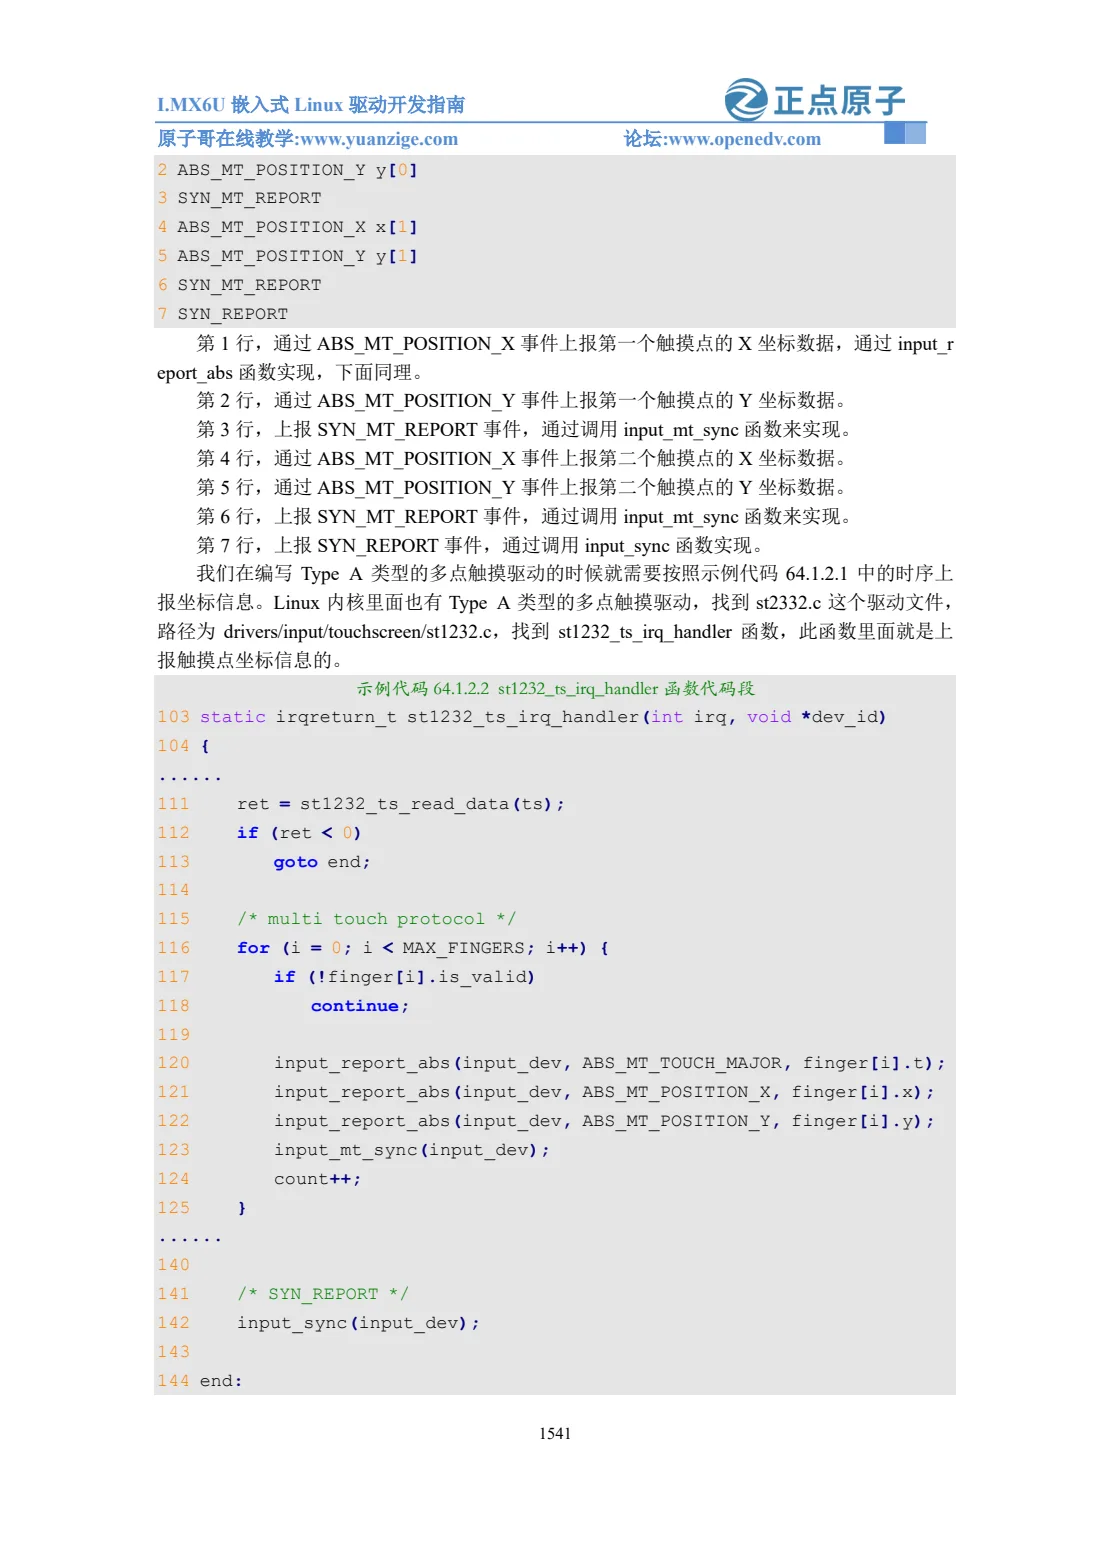 I.MX6U 嵌入式 Linux 驱动开发指南
正点原子
原子哥在线教学:www.yuanzige.com 论坛:www.openedv.com
2 ABS_MT_POSITION_Y y[0]
3 SYN_MT_REPORT
4 ABS_MT_POSITION_X x[1]
5 ABS_MT_POSITION_Y y[1]
6 SYN_MT_REPORT
7 SYN_REPORT
第 1 行，通过 ABS_MT_POSITION_X 事件上报第一个触摸点的 X 坐标数据，通过 input_r
eport_abs 函数实现，下面同理。
第 2 行，通过 ABS_MT_POSITION_Y 事件上报第一个触摸点的 Y 坐标数据。
第 3 行，上报 SYN_MT_REPORT 事件，通过调用 input_mt_sync 函数来实现。
第 4 行，通过 ABS_MT_POSITION_X 事件上报第二个触摸点的 X 坐标数据。
第 5 行，通过 ABS_MT_POSITION_Y 事件上报第二个触摸点的 Y 坐标数据。
第 6 行，上报 SYN_MT_REPORT 事件，通过调用 input_mt_sync 函数来实现。
第 7 行，上报 SYN_REPORT 事件，通过调用 input_sync 函数实现。
我们在编写 Type A 类型的多点触摸驱动的时候就需要按照示例代码 64.1.2.1 中的时序上
报坐标信息。Linux 内核里面也有 Type A 类型的多点触摸驱动，找到 st2332.c 这个驱动文件，
路径为 drivers/input/touchscreen/st1232.c，找到 st1232_ts_irq_handler 函数，此函数里面就是上
报触摸点坐标信息的。
示例代码 64.1.2.2 st1232_ts_irq_handler 函数代码段
103 static irqreturn_t st1232_ts_irq_handler(int irq, void *dev_id)
104 {
......
111     ret = st1232_ts_read_data(ts);
112     if (ret < 0)
113         goto end;
114
115     /* multi touch protocol */
116     for (i = 0; i < MAX_FINGERS; i++) {
117         if (!finger[i].is_valid)
118             continue;
119
120         input_report_abs(input_dev, ABS_MT_TOUCH_MAJOR, finger[i].t);
121         input_report_abs(input_dev, ABS_MT_POSITION_X, finger[i].x);
122         input_report_abs(input_dev, ABS_MT_POSITION_Y, finger[i].y);
123         input_mt_sync(input_dev);
124         count++;
125     }
......
140
141     /* SYN_REPORT */
142     input_sync(input_dev);
143
144 end:
1541